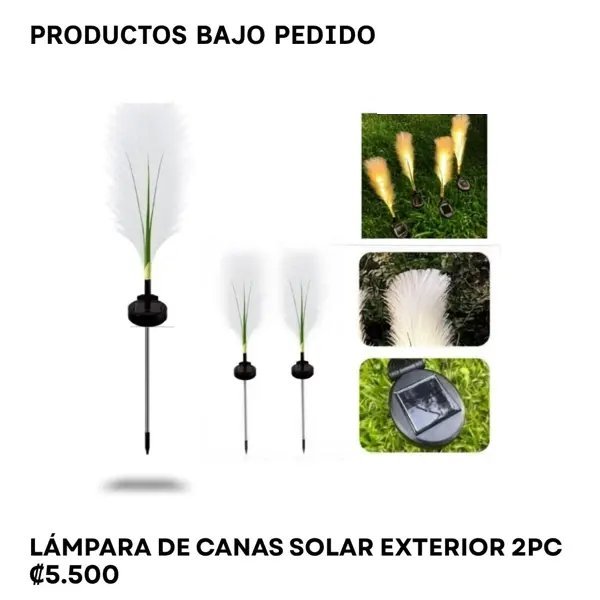 PRODUCTOS BAJO PEDIDO
LÁMPARA DE CANAS SOLAR EXTERIOR 2PC
₡5.500